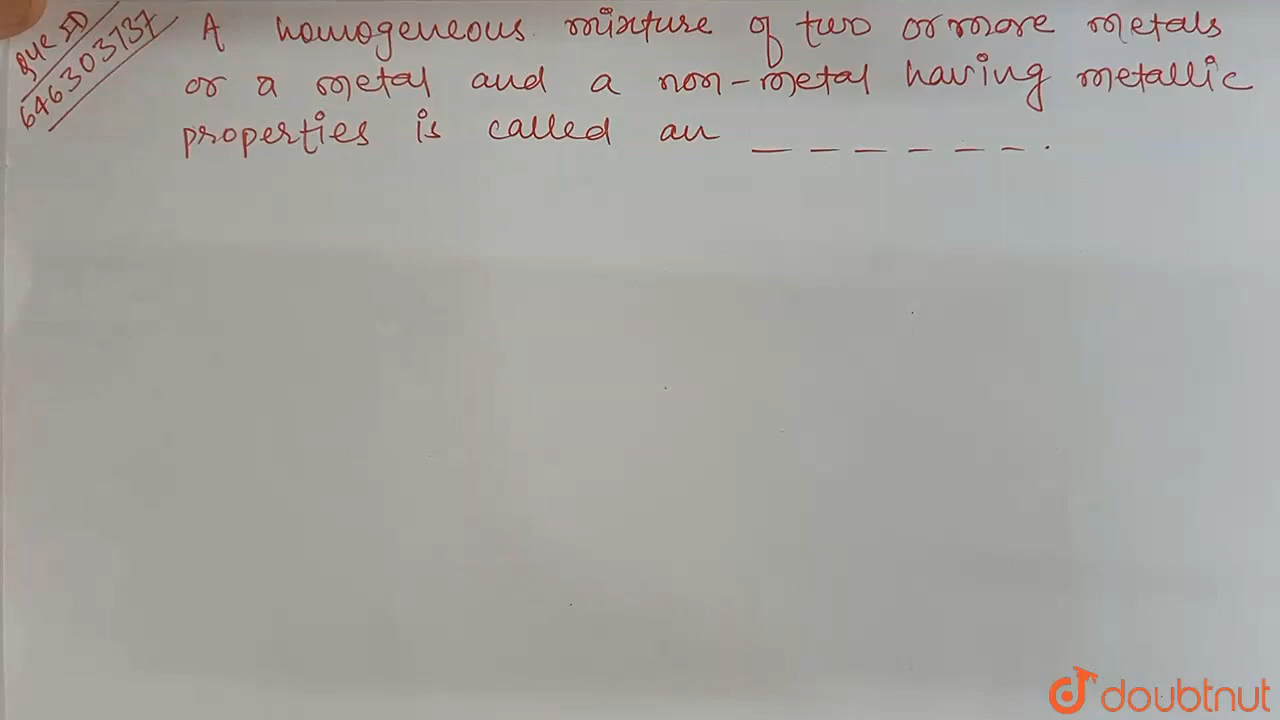 Que ID
646303737
A homogeneous mixture of two or more metals
or a metal and a non-metal having metallic
properties is called an _ _ _ _ _ _.
doubtnut